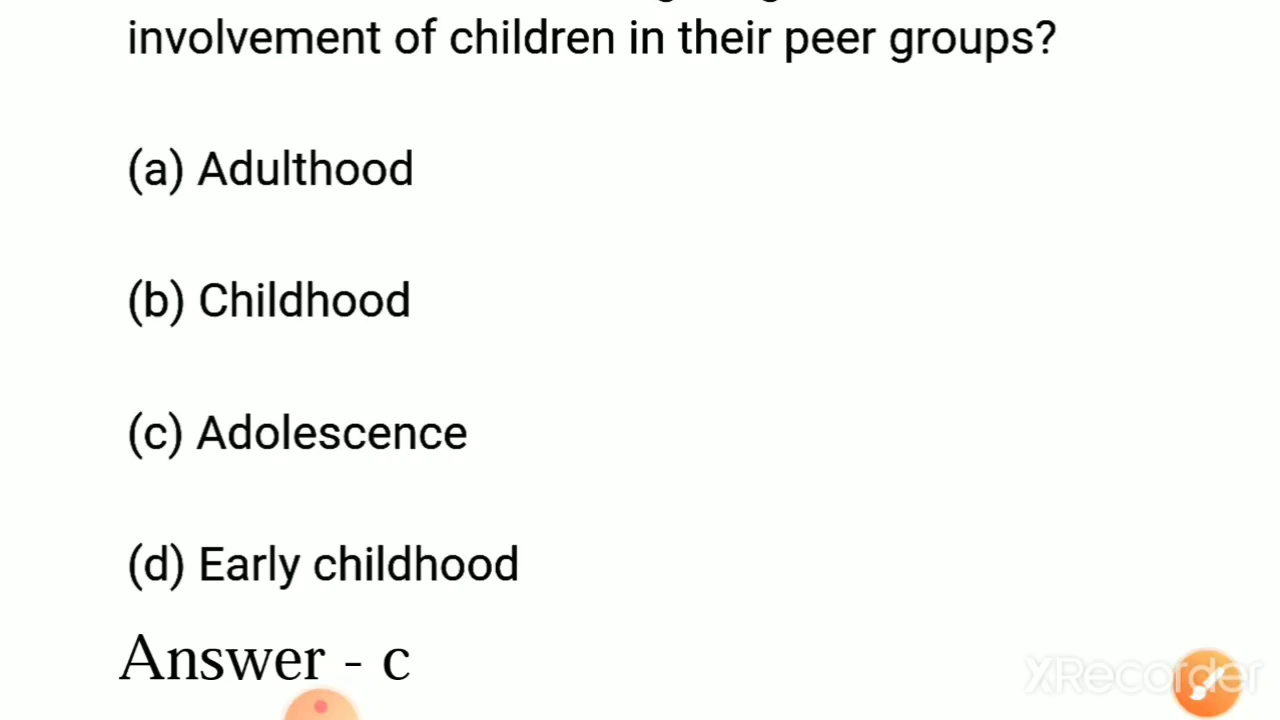 involvement of children in their peer groups?
(a) Adulthood
(b) Childhood
(c) Adolescence
(d) Early childhood
Answer - c
XRecorder